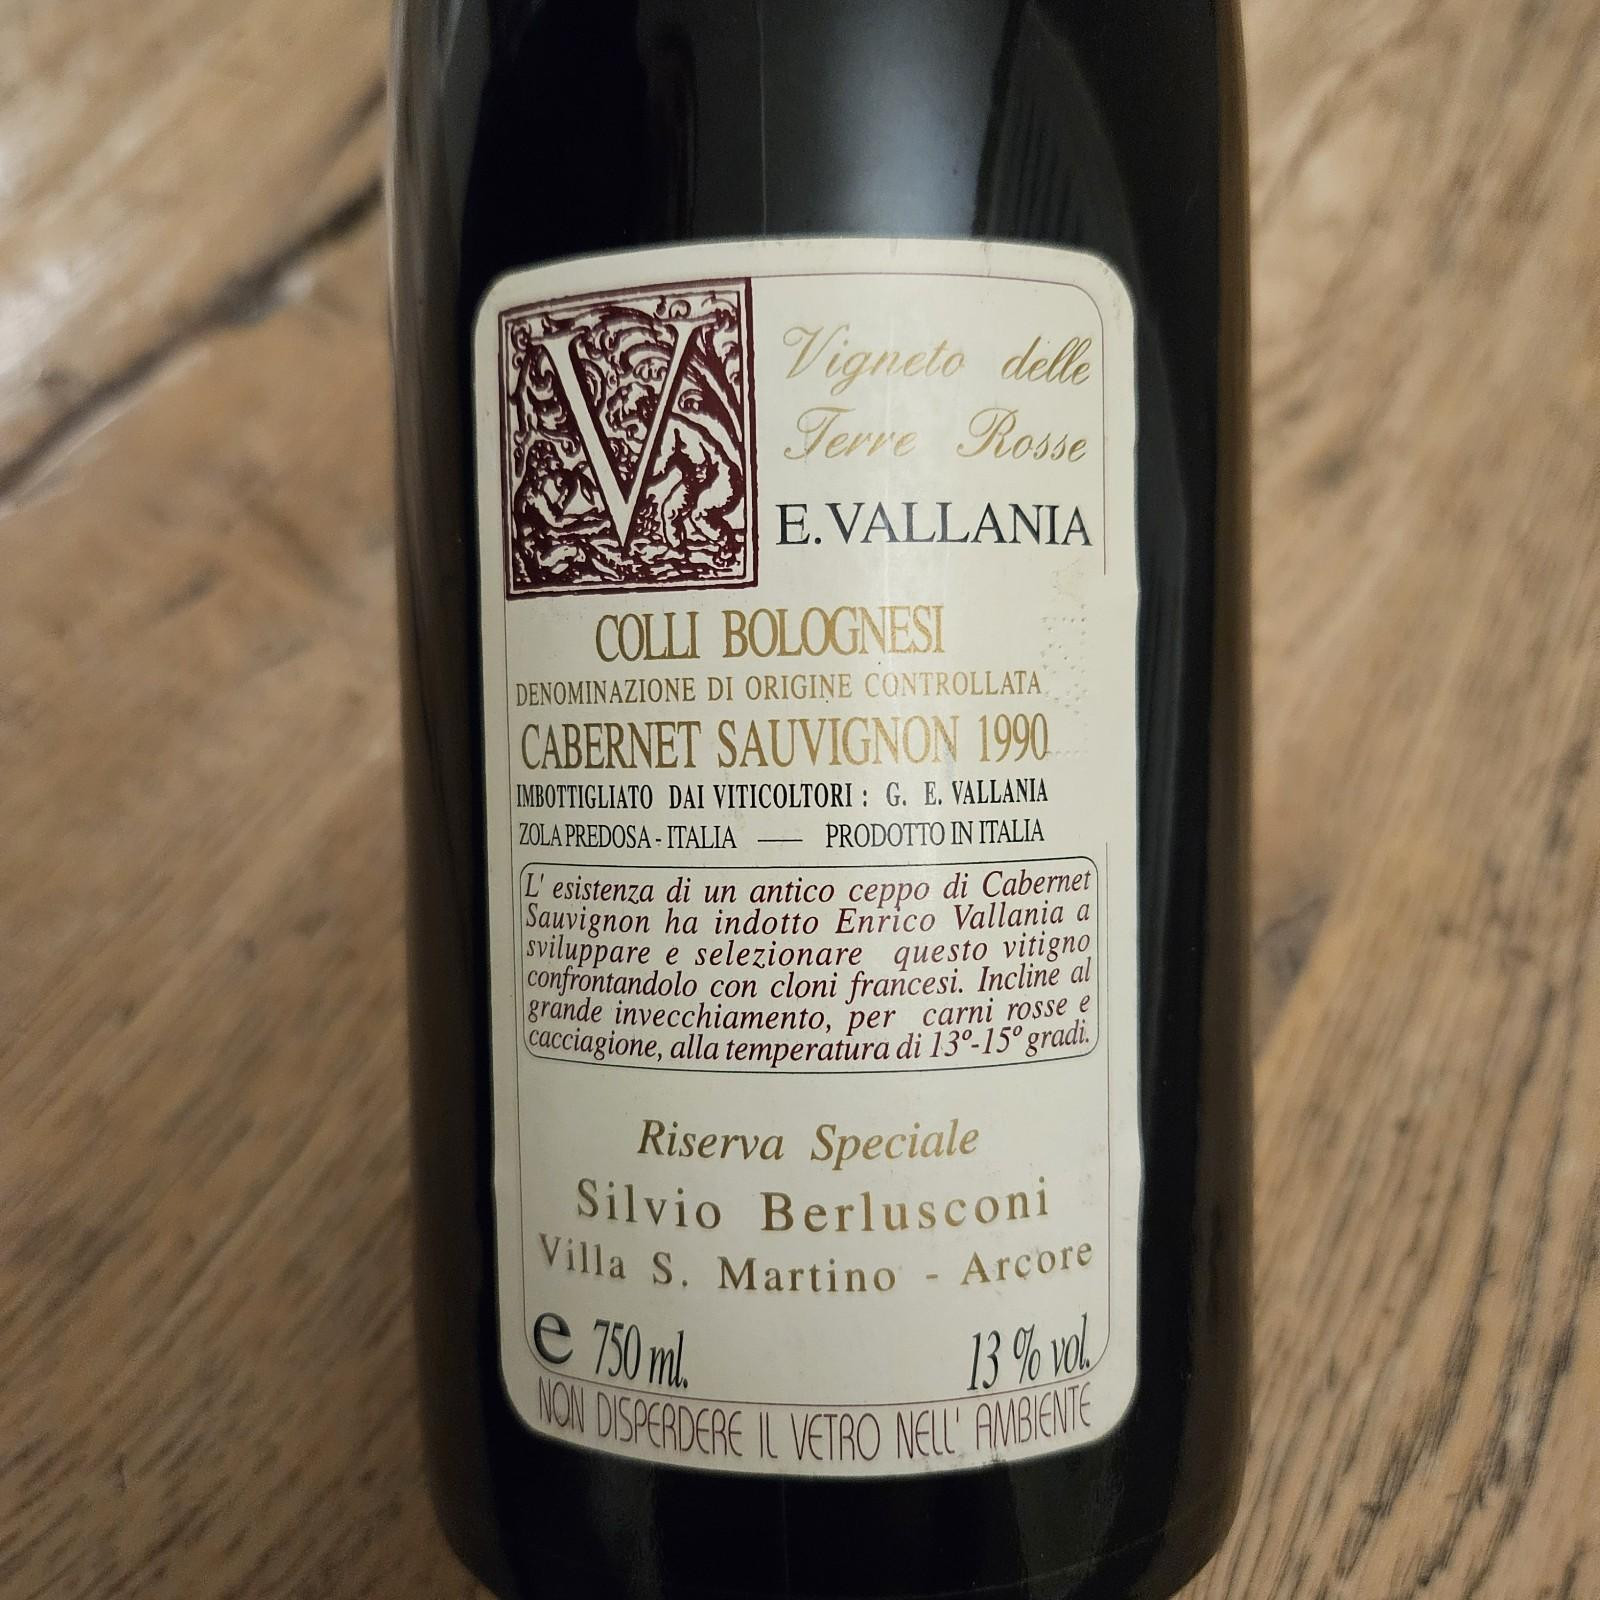 V
Vigneto delle
Terre Rosse
E. VALLANIA
COLLI BOLOGNESI
DENOMINAZIONE DI ORIGINE CONTROLLATA
CABERNET SAUVIGNON 1990
IMBOTTIGLIATO DAI VITICOLTORI : G. E. VALLANIA
ZOLA PREDOSA - ITALIA — PRODOTTO IN ITALIA
L' esistenza di un antico ceppo di Cabernet
Sauvignon ha indotto Enrico Vallania a
sviluppare e selezionare questo vitigno
confrontandolo con cloni francesi. Incline al
grande invecchiamento, per carni rosse e
cacciagione, alla temperatura di 13º-15º gradi.
Riserva Speciale
Silvio Berlusconi
Villa S. Martino - Arcore
e 750 ml. 13 % vol.
NON DISPERDERE IL VETRO NELL' AMBIENTE